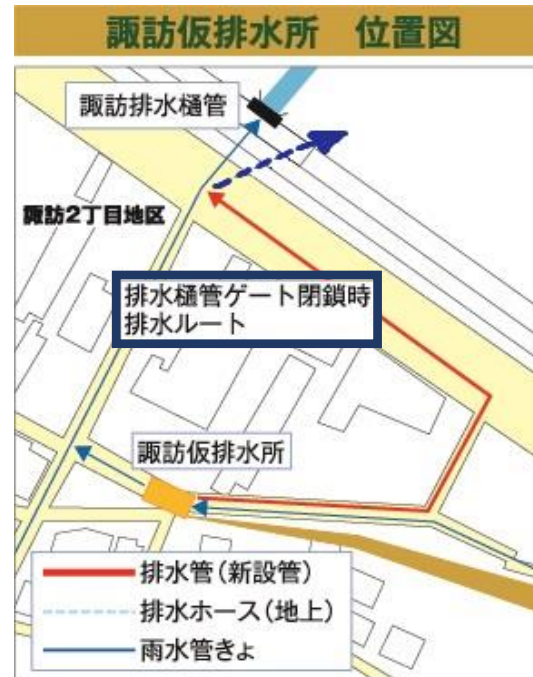 諏訪仮排水所　位置図
諏訪排水樋管
諏訪2丁目地区
排水樋管ゲート閉鎖時
排水ルート
諏訪仮排水所
排水管(新設管)
排水ホース(地上)
雨水管きょ